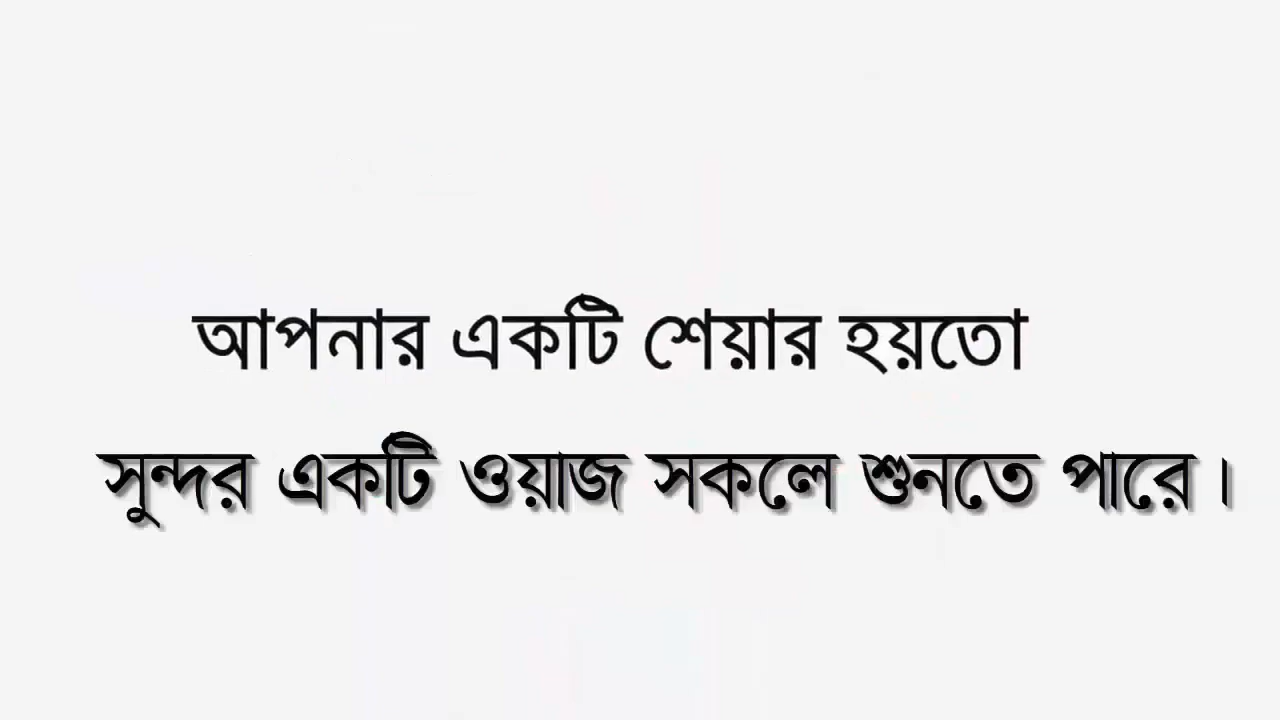 আপনার একটি শেয়ার হয়তো
সুন্দর একটি ওয়াজ সকলে শুনতে পারে।